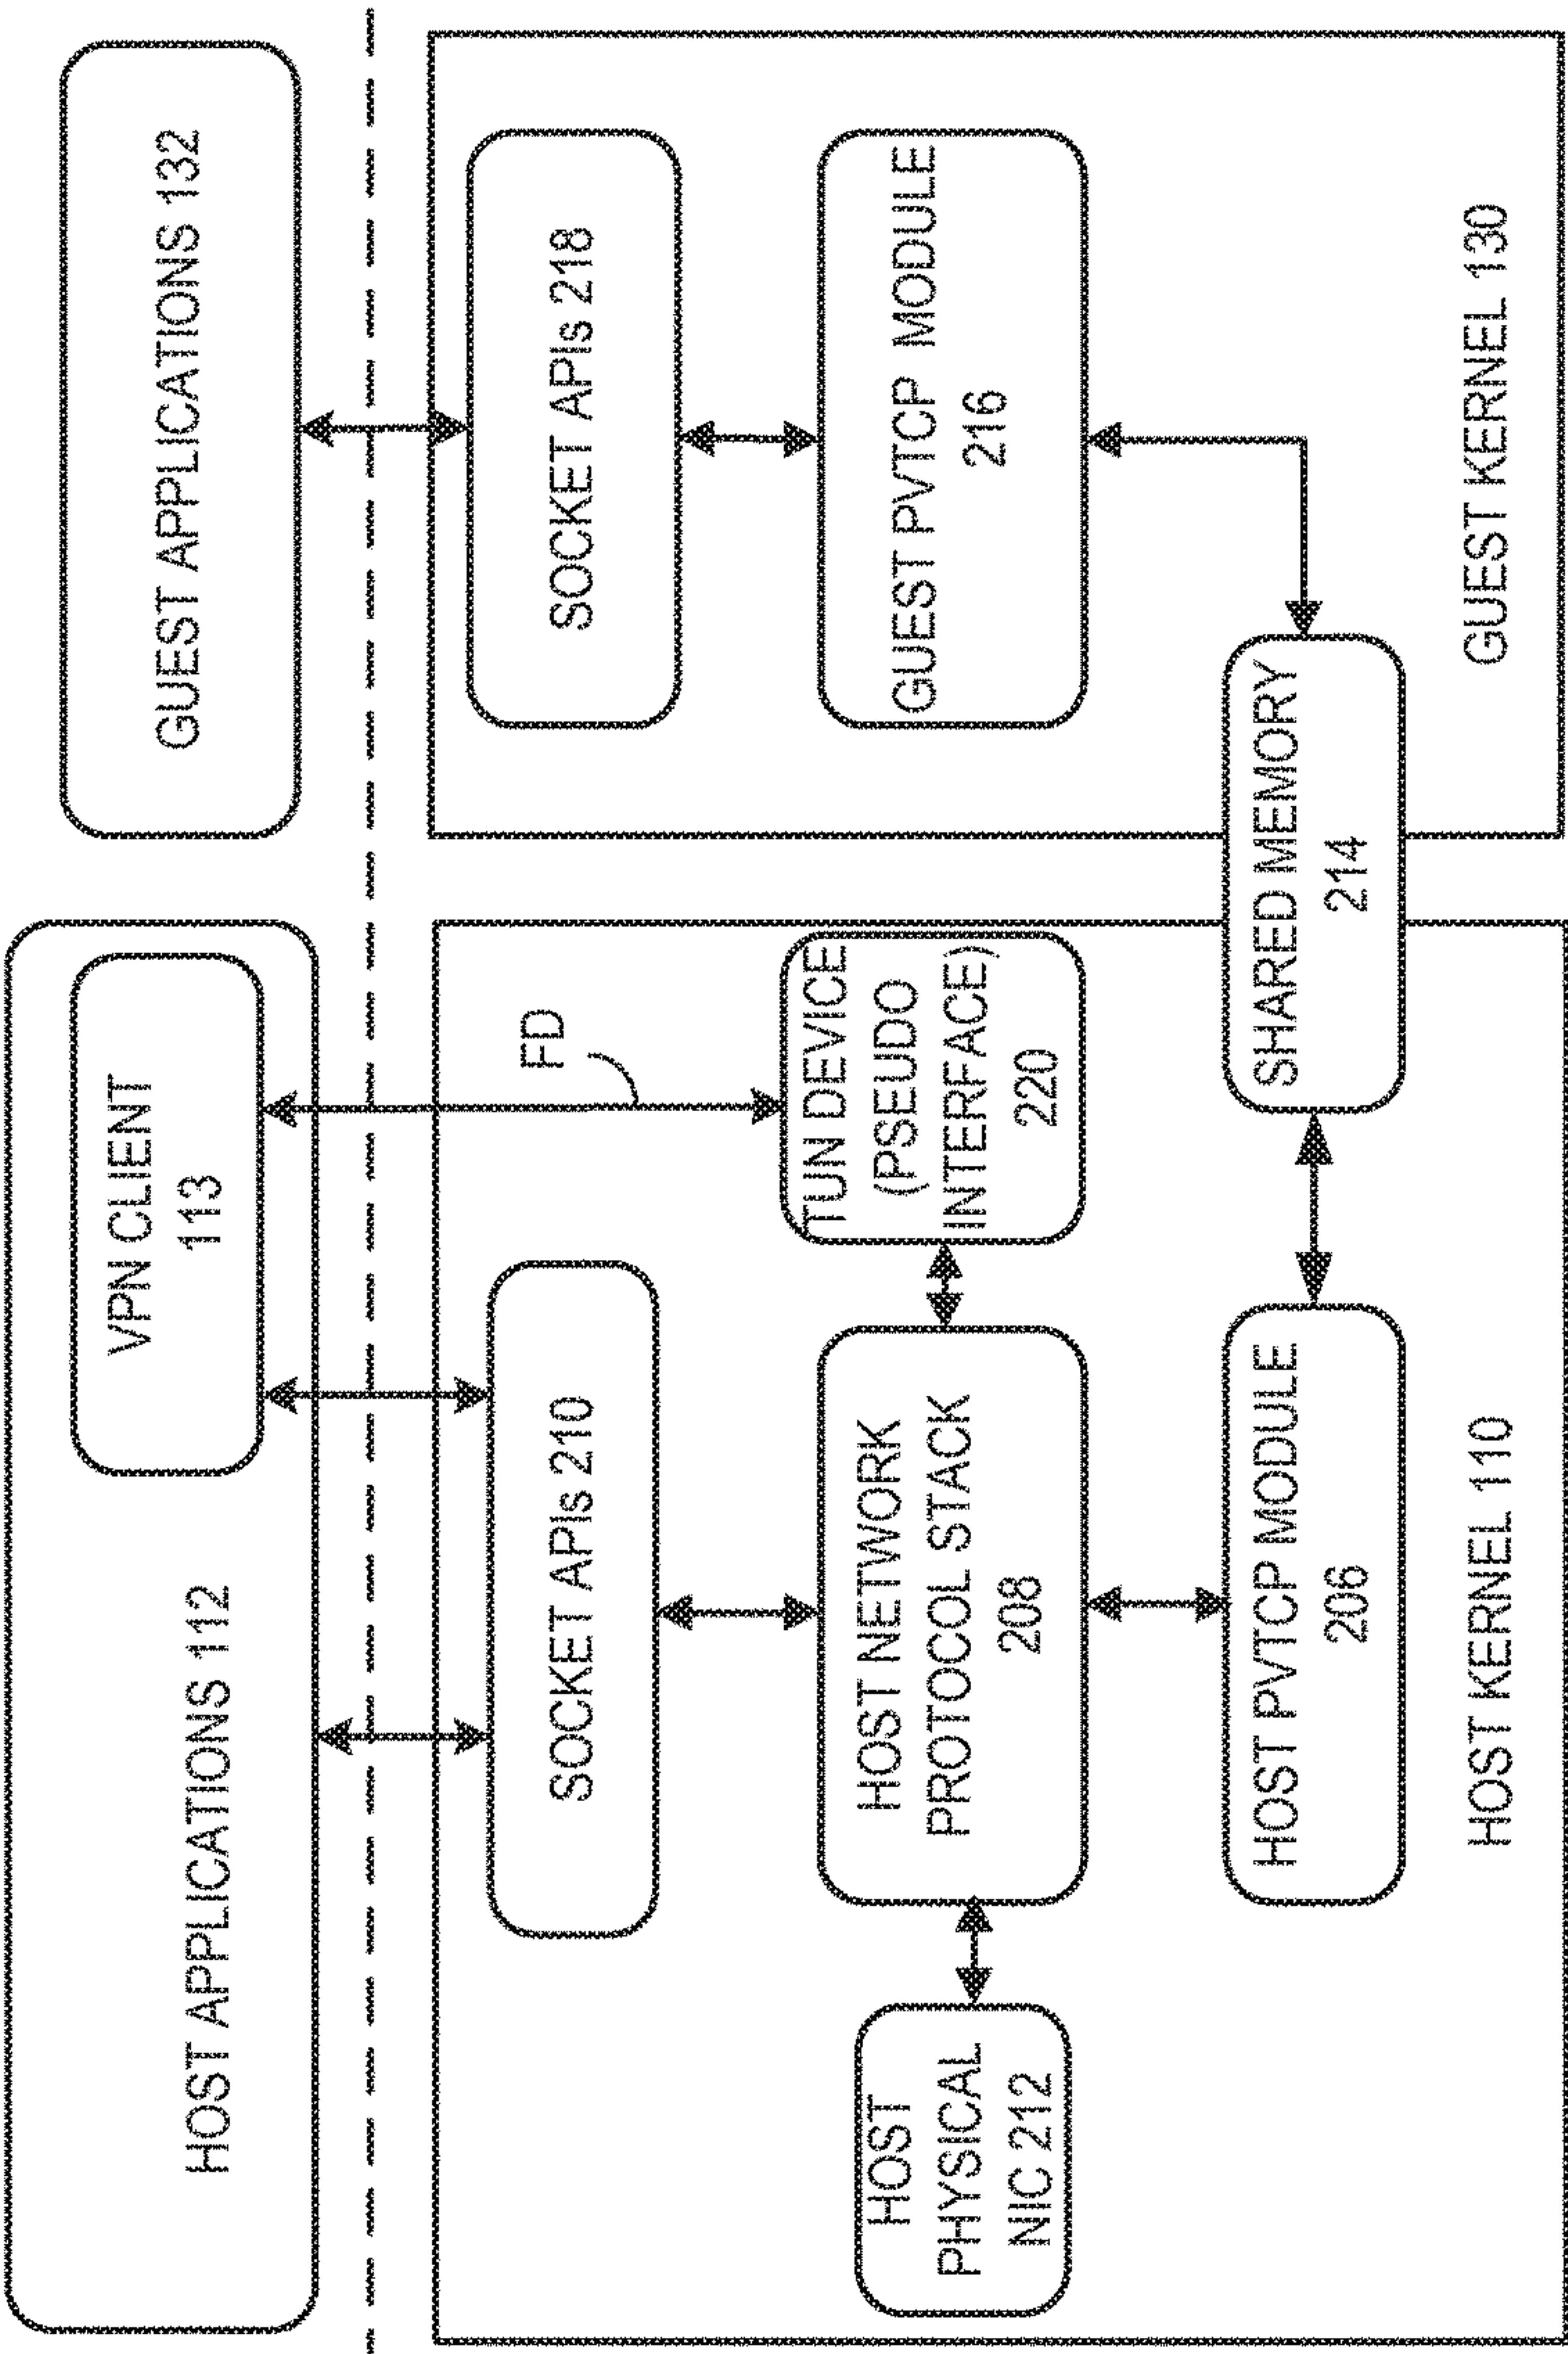 HOST APPLICATIONS 112
VPN CLIENT
113
GUEST APPLICATIONS 132
FD
SOCKET APIs 210
SOCKET APIs 218
HOST
PHYSICAL
NIC 212
HOST NETWORK
PROTOCOL STACK
208
TUN DEVICE
(PSEUDO
INTERFACE)
220
GUEST PVTCP MODULE
216
HOST PVTCP MODULE
206
SHARED MEMORY
214
HOST KERNEL 110
GUEST KERNEL 130